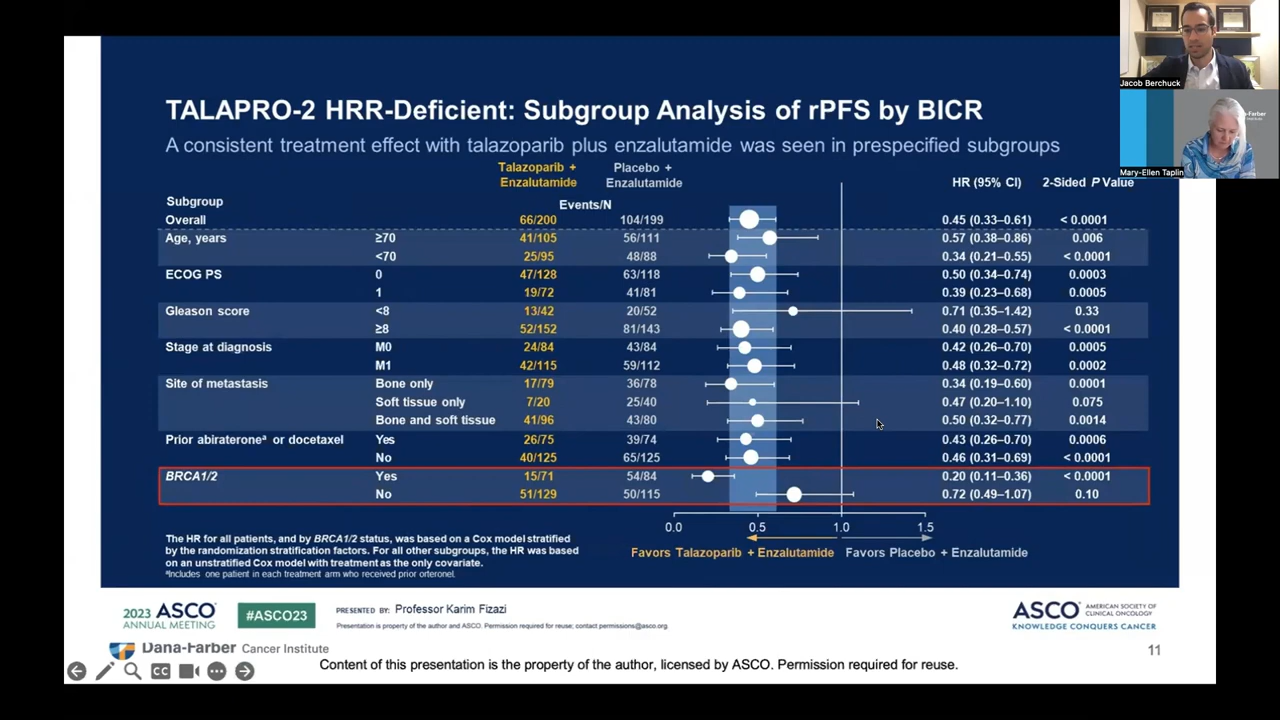 Jacob Berchuck
Mary-Ellen Taplin
TALAPRO-2 HRR-Deficient: Subgroup Analysis of rPFS by BICR
A consistent treatment effect with talazoparib plus enzalutamide was seen in prespecified subgroups
Talazoparib + Enzalutamide Placebo + Enzalutamide HR (95% CI) 2-Sided P Value
Subgroup Events/N
Overall 66/200 104/199 0.45 (0.33–0.61) < 0.0001
Age, years ≥70 41/105 56/111 0.57 (0.38–0.86) 0.006
<70 25/95 48/88 0.34 (0.21–0.55) < 0.0001
ECOG PS 0 47/128 63/118 0.50 (0.34–0.74) 0.0003
1 19/72 41/81 0.39 (0.23–0.68) 0.0005
Gleason score <8 13/42 20/52 0.71 (0.35–1.42) 0.33
≥8 52/152 81/143 0.40 (0.28–0.57) < 0.0001
Stage at diagnosis M0 24/84 43/84 0.42 (0.26–0.70) 0.0005
M1 42/115 59/112 0.48 (0.32–0.72) 0.0002
Site of metastasis Bone only 17/79 36/78 0.34 (0.19–0.60) 0.0001
Soft tissue only 7/20 25/40 0.47 (0.20–1.10) 0.075
Bone and soft tissue 41/96 43/80 0.50 (0.32–0.77) 0.0014
Prior abirateroneᵃ or docetaxel Yes 26/75 39/74 0.43 (0.26–0.70) 0.0006
No 40/125 65/125 0.46 (0.31–0.69) < 0.0001
BRCA1/2 Yes 15/71 54/84 0.20 (0.11–0.36) < 0.0001
No 51/129 50/115 0.72 (0.49–1.07) 0.10
0.0 0.5 1.0 1.5
Favors Talazoparib + Enzalutamide Favors Placebo + Enzalutamide
The HR for all patients, and by BRCA1/2 status, was based on a Cox model stratified
by the randomization stratification factors. For all other subgroups, the HR was based
on an unstratified Cox model with treatment as the only covariate.
ᵃIncludes one patient in each treatment arm who received prior orteronel.
2023 ASCO
ANNUAL MEETING
#ASCO23
PRESENTED BY: Professor Karim Fizazi
Presentation is property of the author and ASCO. Permission required for reuse; contact permissions@asco.org.
ASCO AMERICAN SOCIETY OF
CLINICAL ONCOLOGY
KNOWLEDGE CONQUERS CANCER
Dana-Farber Cancer Institute
11
CC
Content of this presentation is the property of the author, licensed by ASCO. Permission required for reuse.